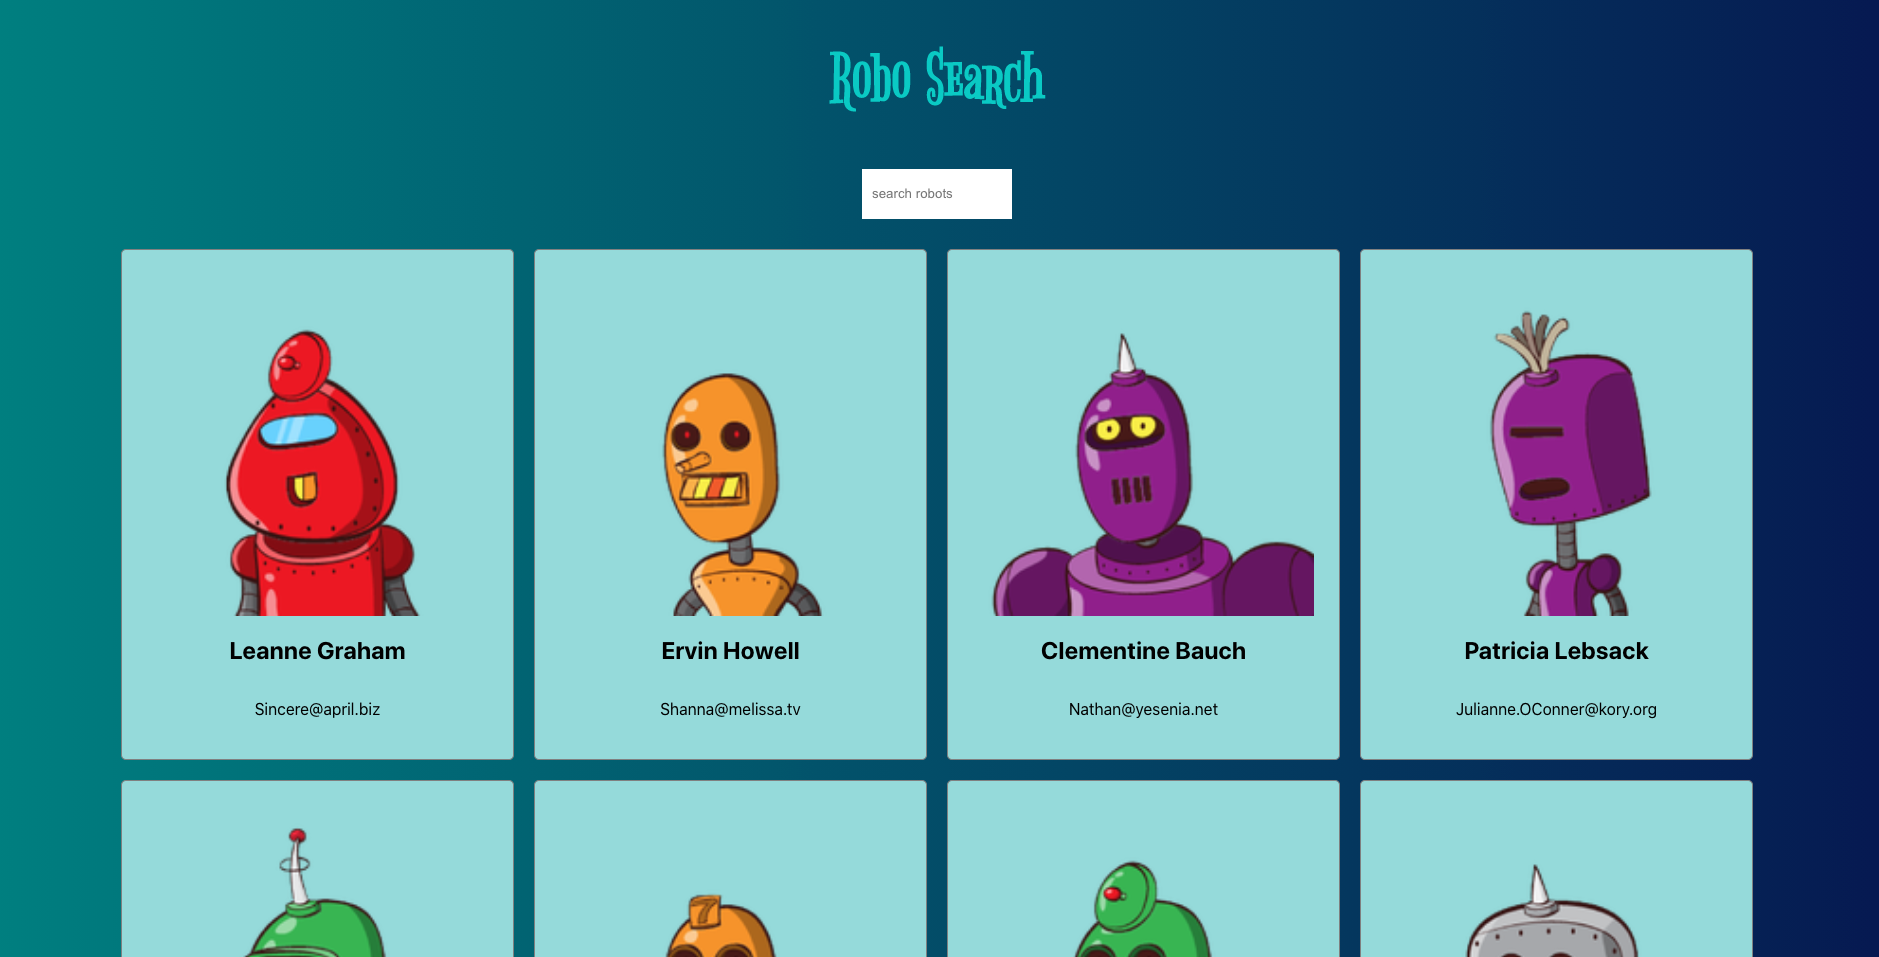 Robo Search
search robots
Leanne Graham
Ervin Howell
Clementine Bauch
Patricia Lebsack
Sincere@april.biz
Shanna@melissa.tv
Nathan@yesenia.net
Julianne.OConner@kory.org
7